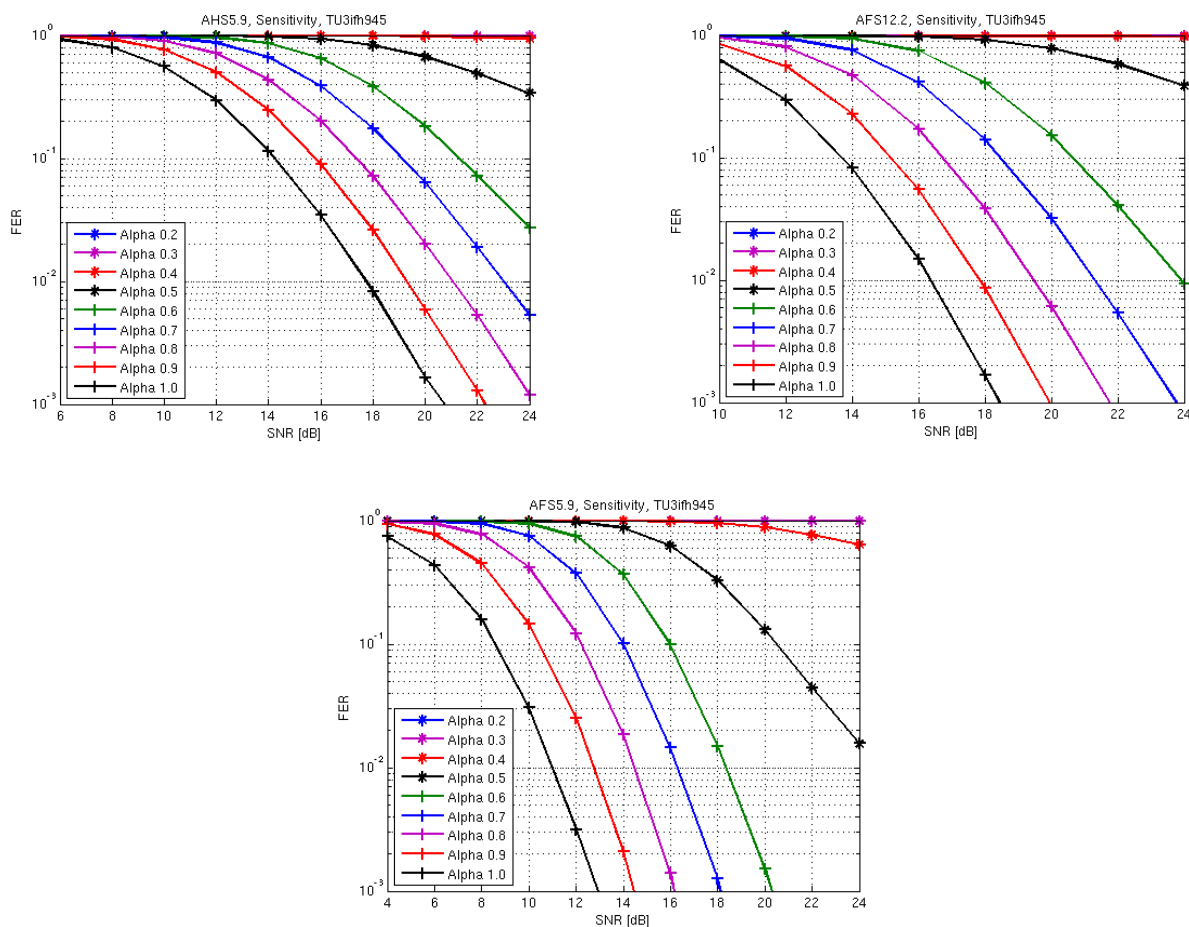 AHS5.9, Sensitivity, TU3ifh945
10^0
10^-1
10^-2
10^-3
FER
Alpha 0.2
Alpha 0.3
Alpha 0.4
Alpha 0.5
Alpha 0.6
Alpha 0.7
Alpha 0.8
Alpha 0.9
Alpha 1.0
6 8 10 12 14 16 18 20 22 24
SNR [dB]
AFS12.2, Sensitivity, TU3ifh945
10^0
10^-1
10^-2
10^-3
FER
Alpha 0.2
Alpha 0.3
Alpha 0.4
Alpha 0.5
Alpha 0.6
Alpha 0.7
Alpha 0.8
Alpha 0.9
Alpha 1.0
10 12 14 16 18 20 22 24
SNR [dB]
AFS5.9, Sensitivity, TU3ifh945
10^0
10^-1
10^-2
10^-3
FER
Alpha 0.2
Alpha 0.3
Alpha 0.4
Alpha 0.5
Alpha 0.6
Alpha 0.7
Alpha 0.8
Alpha 0.9
Alpha 1.0
4 6 8 10 12 14 16 18 20 22 24
SNR [dB]